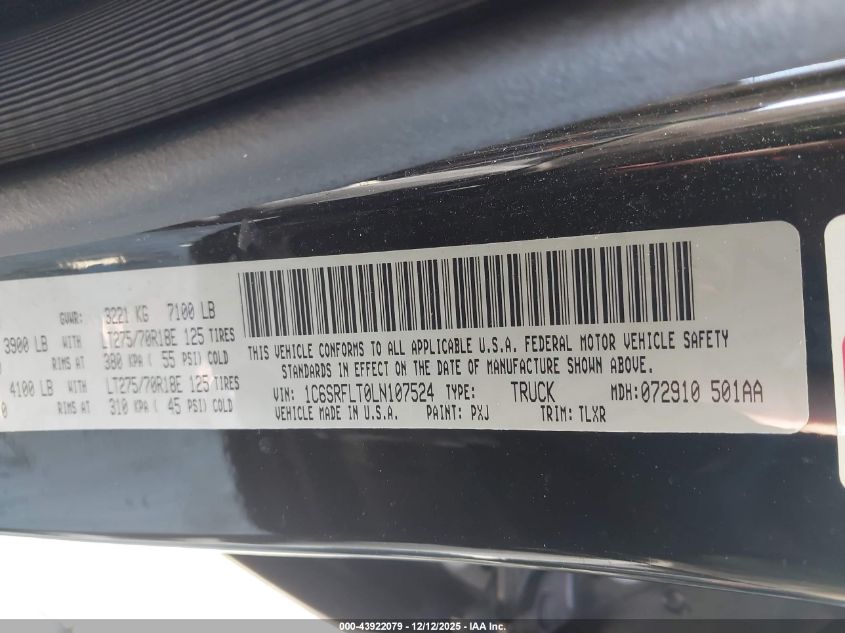 GVWR: 3221 KG 7100 LB
3900 LB WITH LT275/70R18E 125 TIRES
RIMS AT 380 KPA ( 55 PSI) COLD
4100 LB WITH LT275/70R18E 125 TIRES
0 RIMS AT 310 KPA ( 45 PSI) COLD
THIS VEHICLE CONFORMS TO ALL APPLICABLE U.S.A. FEDERAL MOTOR VEHICLE SAFETY
STANDARDS IN EFFECT ON THE DATE OF MANUFACTURE SHOWN ABOVE.
VIN: 1C6SRFLT0LN107524 TYPE: TRUCK MDH:072910 501AA
VEHICLE MADE IN U.S.A. PAINT: PXJ TRIM: TLXR
000-43922079 - 12/12/2025 - IAA Inc.